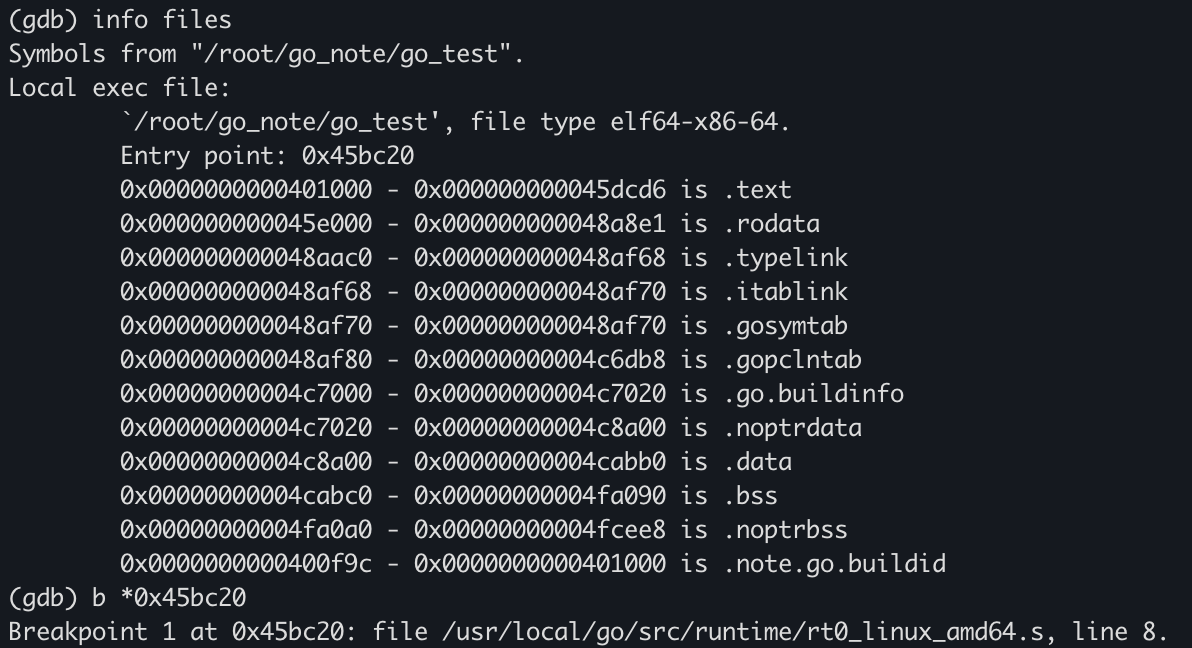 (gdb) info files
Symbols from "/root/go_note/go_test".
Local exec file:
        `/root/go_note/go_test', file type elf64-x86-64.
        Entry point: 0x45bc20
        0x0000000000401000 - 0x000000000045dcd6 is .text
        0x000000000045e000 - 0x000000000048a8e1 is .rodata
        0x000000000048aac0 - 0x000000000048af68 is .typelink
        0x000000000048af68 - 0x000000000048af70 is .itablink
        0x000000000048af70 - 0x000000000048af70 is .gosymtab
        0x000000000048af80 - 0x00000000004c6db8 is .gopclntab
        0x00000000004c7000 - 0x00000000004c7020 is .go.buildinfo
        0x00000000004c7020 - 0x00000000004c8a00 is .noptrdata
        0x00000000004c8a00 - 0x00000000004cabb0 is .data
        0x00000000004cabc0 - 0x00000000004fa090 is .bss
        0x00000000004fa0a0 - 0x00000000004fcee8 is .noptrbss
        0x0000000000400f9c - 0x0000000000401000 is .note.go.buildid
(gdb) b *0x45bc20
Breakpoint 1 at 0x45bc20: file /usr/local/go/src/runtime/rt0_linux_amd64.s, line 8.